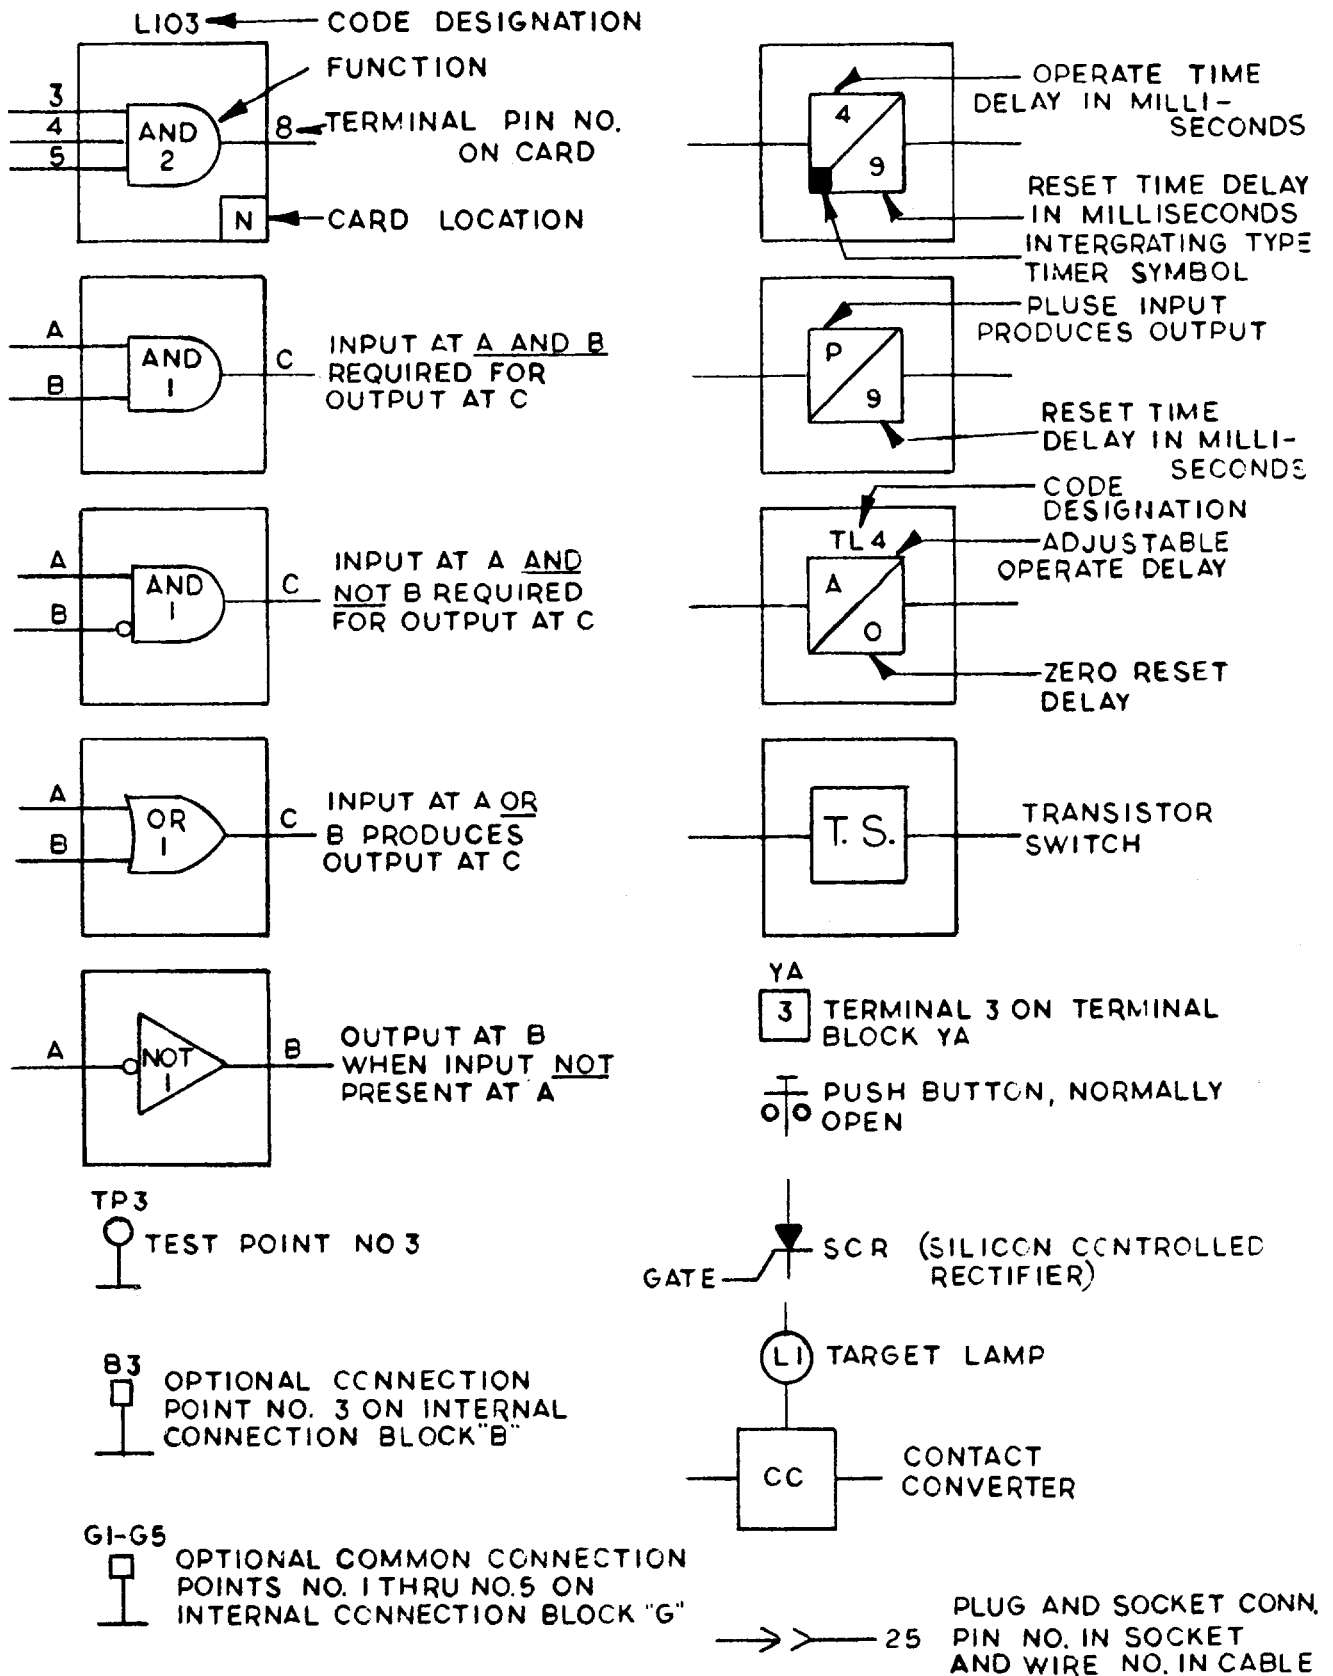 L103
CODE DESIGNATION
FUNCTION
3
4
5
AND
2
8
TERMINAL PIN NO.
ON CARD
N
CARD LOCATION
A
B
AND
1
C
INPUT AT A AND B
REQUIRED FOR
OUTPUT AT C
A
B
AND
1
C
INPUT AT A AND
NOT B REQUIRED
FOR OUTPUT AT C
A
B
OR
1
C
INPUT AT A OR
B PRODUCES
OUTPUT AT C
A
NOT
1
B
OUTPUT AT B
WHEN INPUT NOT
PRESENT AT A
TP3
TEST POINT NO 3
B3
OPTIONAL CONNECTION
POINT NO. 3 ON INTERNAL
CONNECTION BLOCK "B"
G1-G5
OPTIONAL COMMON CONNECTION
POINTS NO. 1 THRU NO.5 ON
INTERNAL CONNECTION BLOCK "G"
4
9
OPERATE TIME
DELAY IN MILLI-
SECONDS
RESET TIME DELAY
IN MILLISECONDS
INTERGRATING TYPE
TIMER SYMBOL
P
9
PLUSE INPUT
PRODUCES OUTPUT
RESET TIME
DELAY IN MILLI-
SECONDS
CODE
DESIGNATION
TL4
A
0
ADJUSTABLE
OPERATE DELAY
ZERO RESET
DELAY
T. S.
TRANSISTOR
SWITCH
YA
3
TERMINAL 3 ON TERMINAL
BLOCK YA
PUSH BUTTON, NORMALLY
OPEN
GATE
SCR (SILICON CONTROLLED
RECTIFIER)
L1
TARGET LAMP
CC
CONTACT
CONVERTER
25
PLUG AND SOCKET CONN.
PIN NO. IN SOCKET
AND WIRE NO. IN CABLE